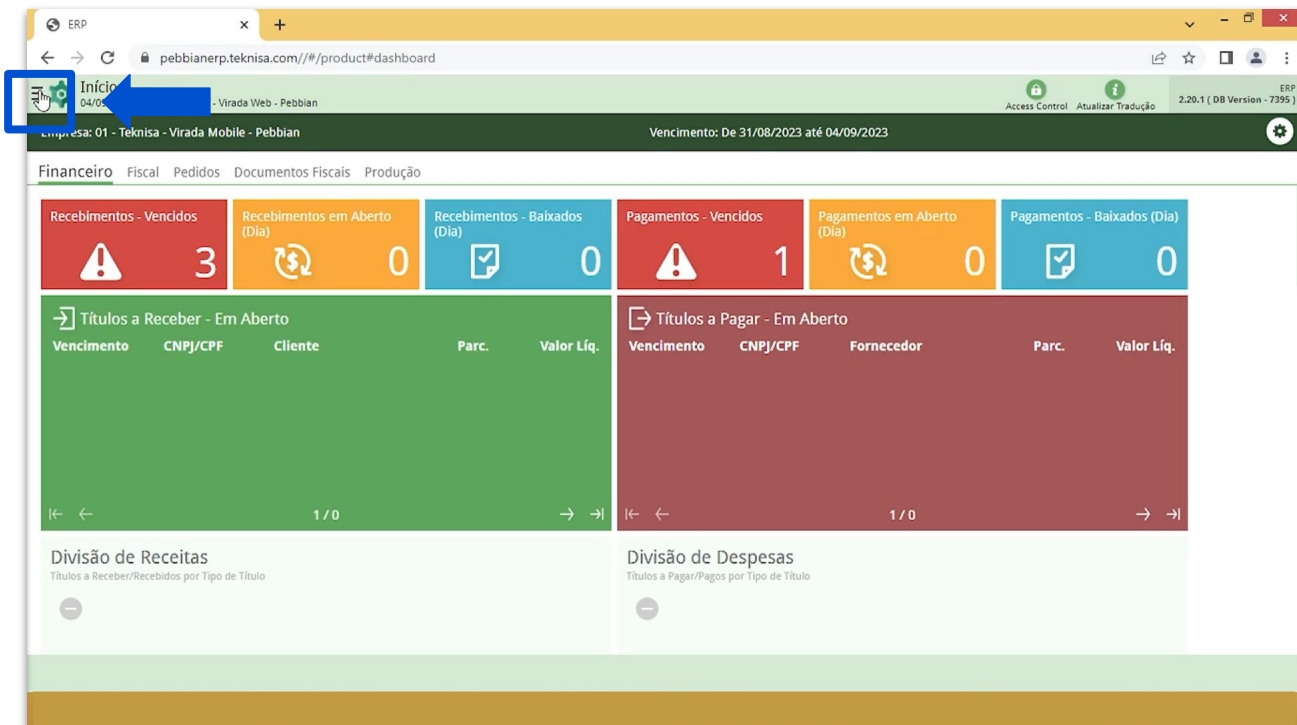 ERP
pebbianerp.teknisa.com//#/product#dashboard
Início
04/09 - Virada Web - Pebbian
Access Control
Atualizar Tradução
ERP
2.20.1 ( DB Version - 7395 )
Empresa: 01 - Teknisa - Virada Mobile - Pebbian
Vencimento: De 31/08/2023 até 04/09/2023
Financeiro Fiscal Pedidos Documentos Fiscais Produção
Recebimentos - Vencidos
3
Recebimentos em Aberto
(Dia)
0
Recebimentos - Baixados
(Dia)
0
Pagamentos - Vencidos
1
Pagamentos em Aberto
(Dia)
0
Pagamentos - Baixados (Dia)
0
Títulos a Receber - Em Aberto
Vencimento CNPJ/CPF Cliente Parc. Valor Líq.
1 / 0
Títulos a Pagar - Em Aberto
Vencimento CNPJ/CPF Fornecedor Parc. Valor Líq.
1 / 0
Divisão de Receitas
Títulos a Receber/Recebidos por Tipo de Título
Divisão de Despesas
Títulos a Pagar/Pagos por Tipo de Título